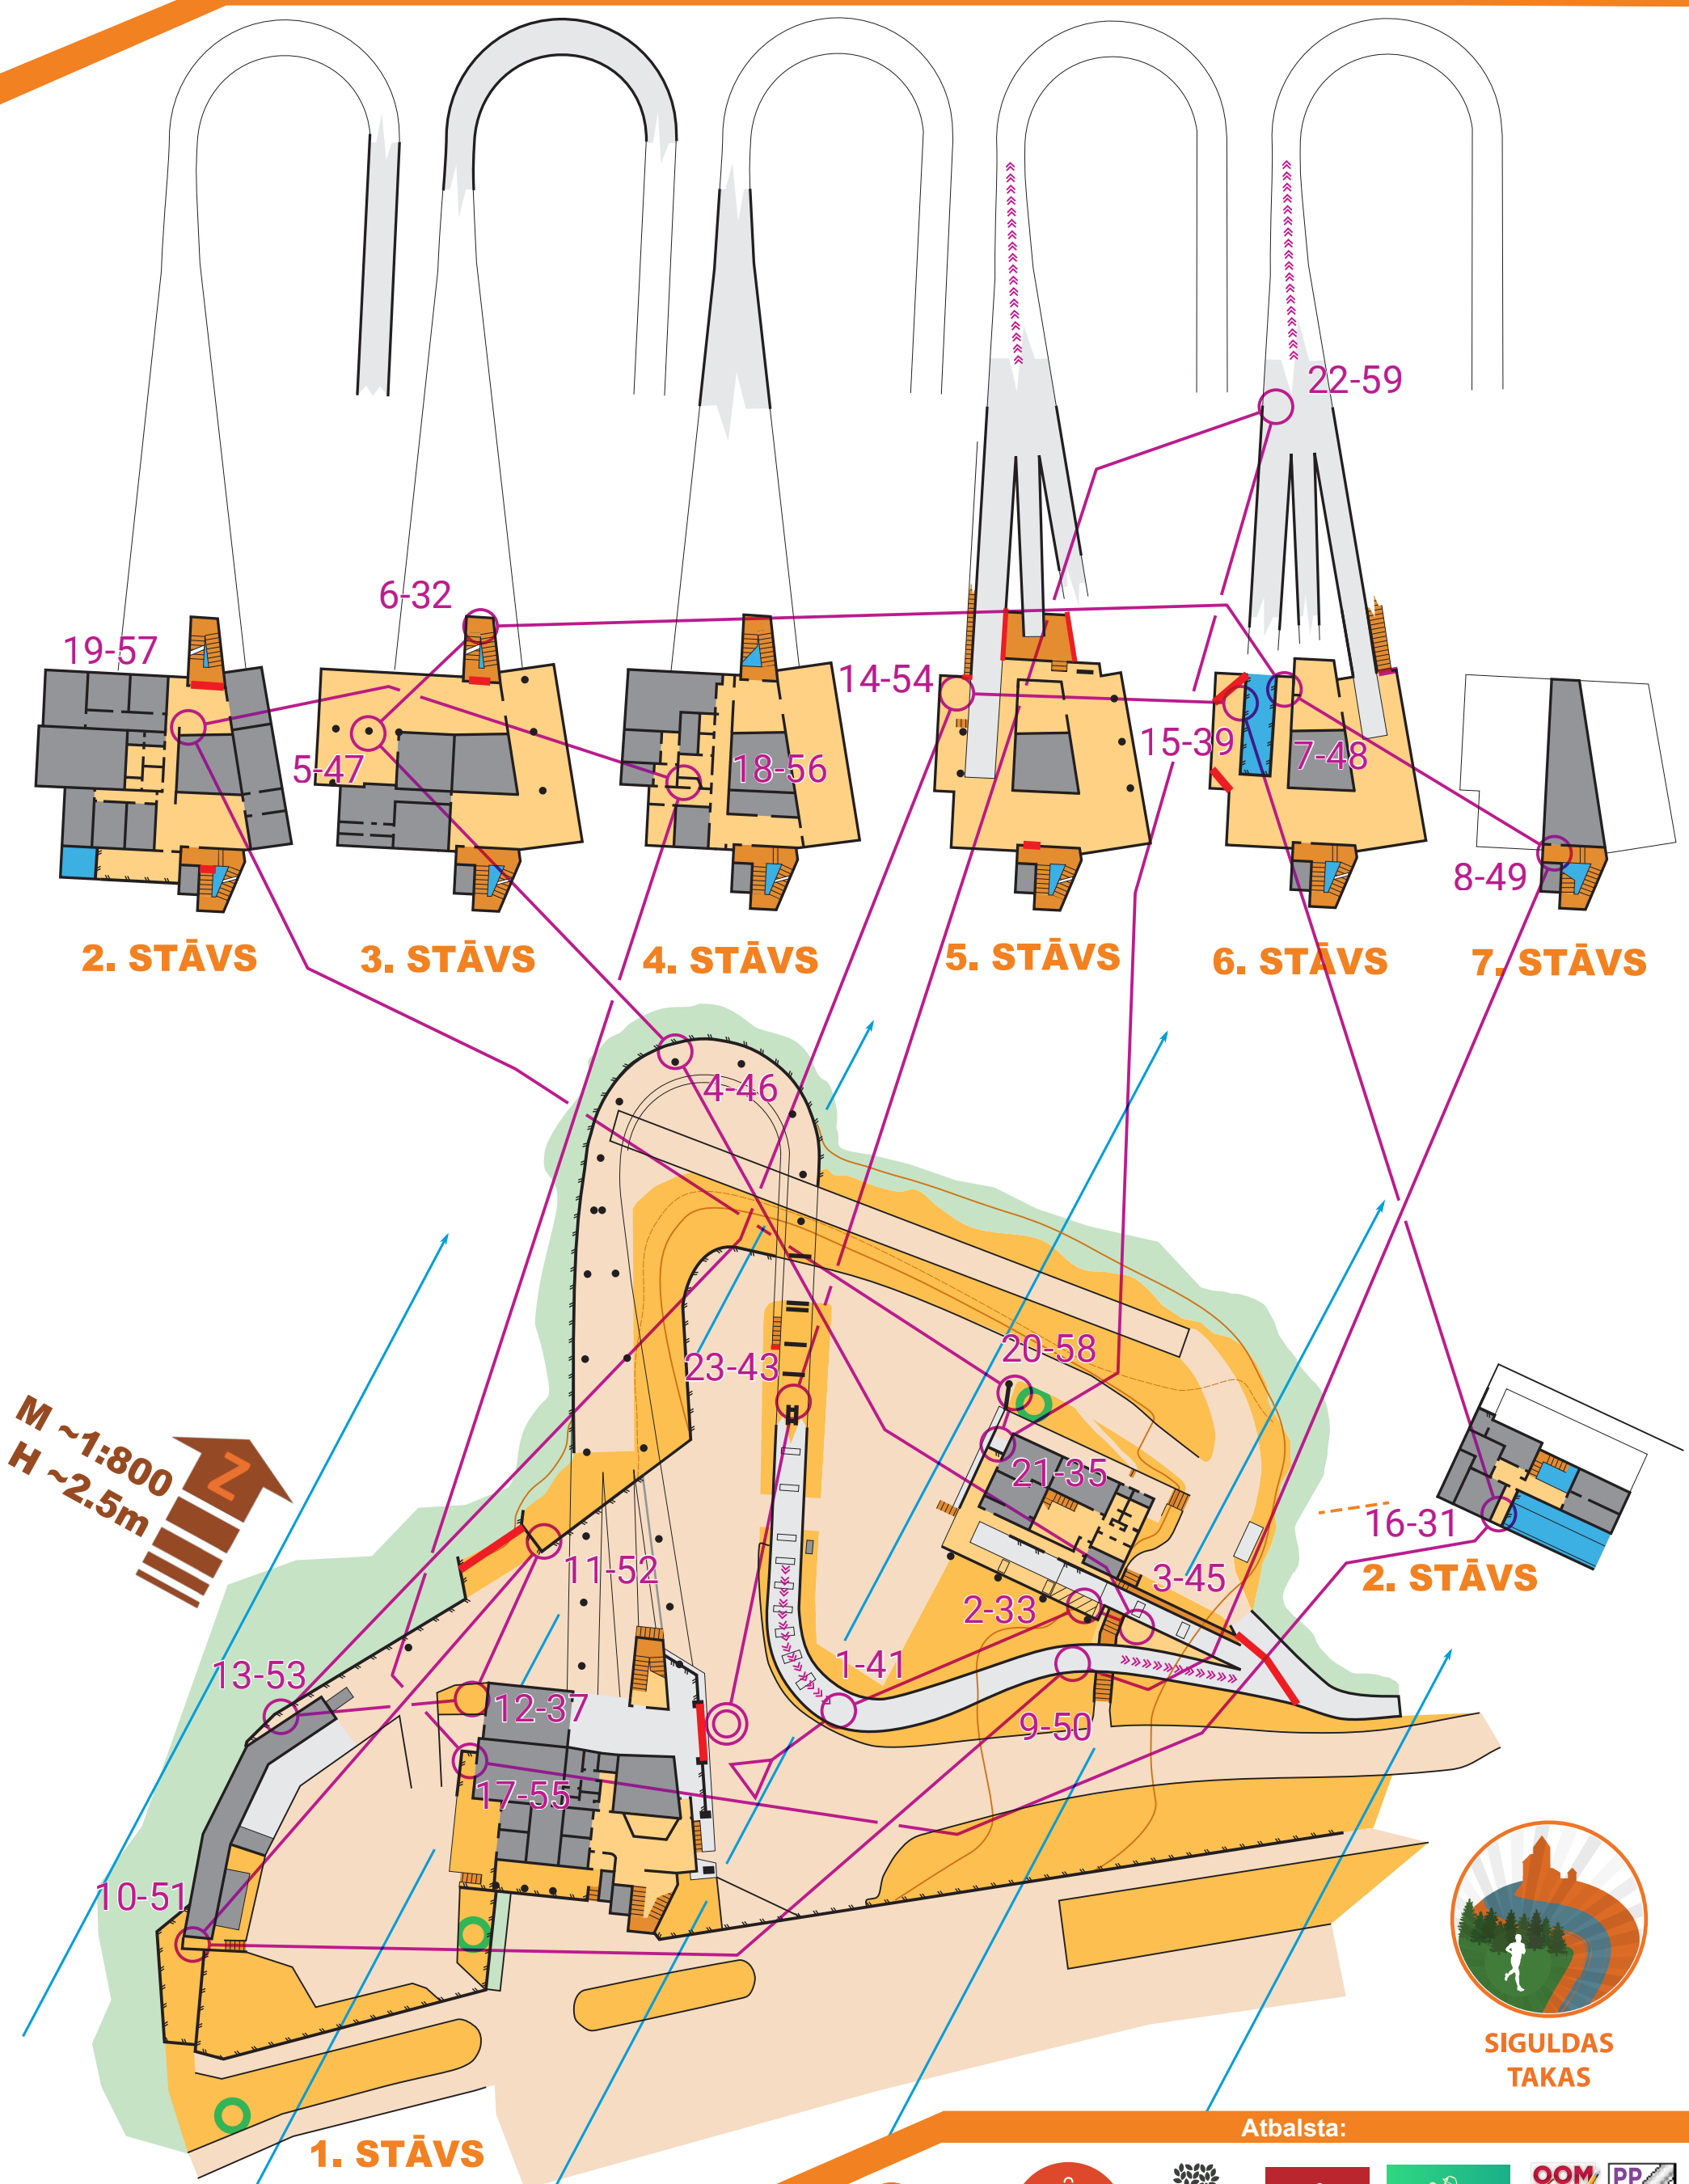 22-59
6-32
19-57
14-54
5-47
18-56
15-39
7-48
8-49
2. STĀVS
3. STĀVS
4. STĀVS
5. STĀVS
6. STĀVS
7. STĀVS
4-46
20-58
23-43
M ~1:800
H ~2.5m
Z
21-35
16-31
11-52
3-45
2. STĀVS
2-33
13-53
1-41
12-37
9-50
17-55
10-51
SIGULDAS
TAKAS
Atbalsta:
1. STĀVS
OOM
PP